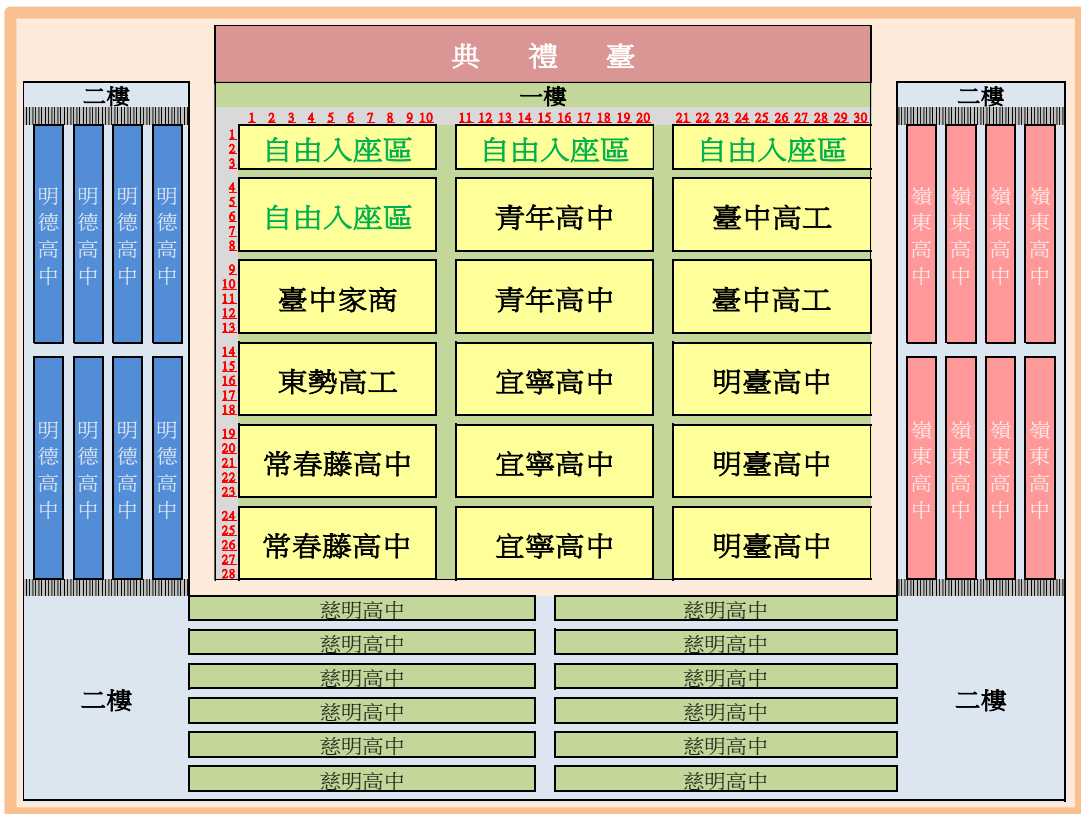 典 禮 臺
二樓
一樓
二樓
1 2 3 4 5 6 7 8 9 10 11 12 13 14 15 16 17 18 19 20 21 22 23 24 25 26 27 28 29 30
1
2
3
自由入座區 自由入座區 自由入座區
4
5
6
7
8
自由入座區 青年高中 臺中高工
9
10
11
12
13
臺中家商 青年高中 臺中高工
14
15
16
17
18
東勢高工 宜寧高中 明臺高中
19
20
21
22
23
常春藤高中 宜寧高中 明臺高中
24
25
26
27
28
常春藤高中 宜寧高中 明臺高中
明德高中 明德高中 明德高中 明德高中
明德高中 明德高中 明德高中 明德高中
嶺東高中 嶺東高中 嶺東高中 嶺東高中
嶺東高中 嶺東高中 嶺東高中 嶺東高中
慈明高中 慈明高中
慈明高中 慈明高中
慈明高中 慈明高中
慈明高中 慈明高中
慈明高中 慈明高中
慈明高中 慈明高中
二樓
二樓